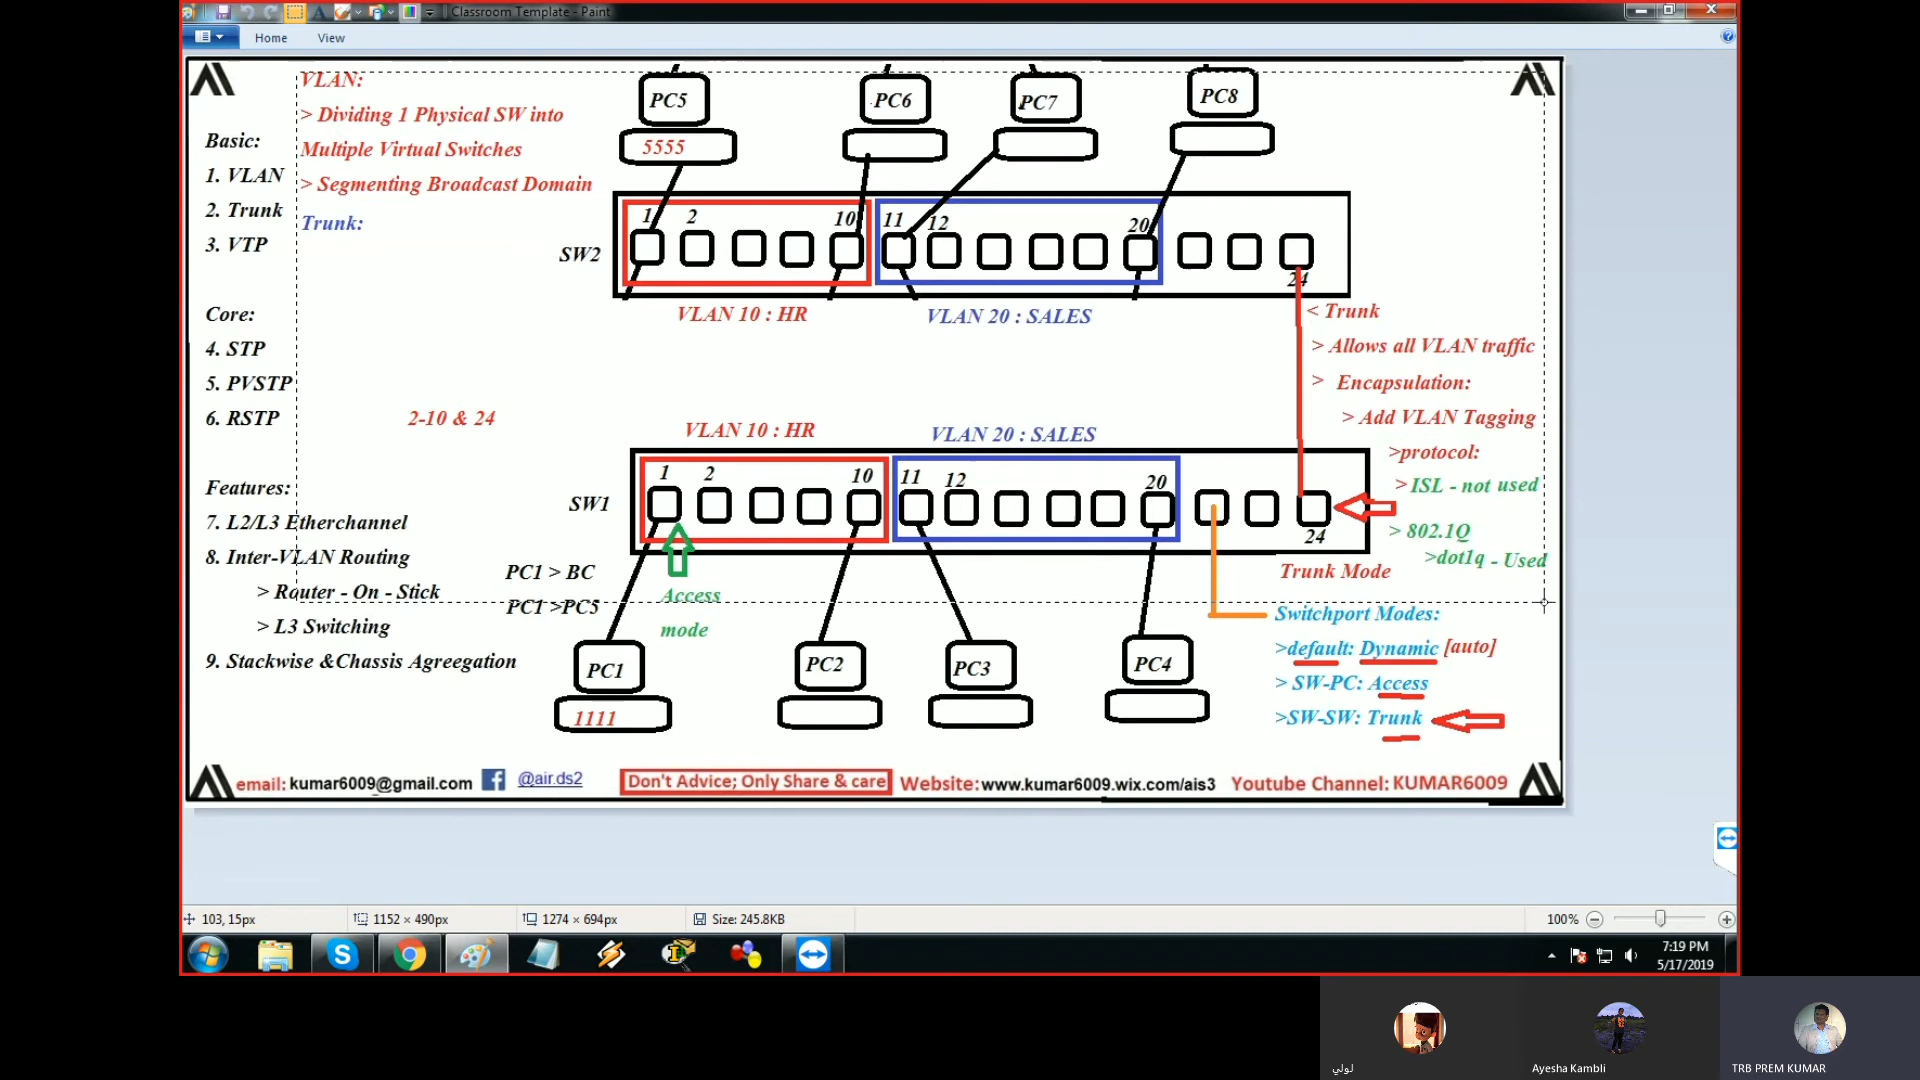 Classroom Template - Paint
Home View
Basic:
1. VLAN
2. Trunk
3. VTP
Core:
4. STP
5. PVSTP
6. RSTP
Features:
7. L2/L3 Etherchannel
8. Inter-VLAN Routing
> Router - On - Stick
> L3 Switching
9. Stackwise &Chassis Agreegation
VLAN:
> Dividing 1 Physical SW into
Multiple Virtual Switches
> Segmenting Broadcast Domain
Trunk:
2-10 & 24
PC5
5555
PC6
PC7
PC8
SW2
1 2 10 11 12 20 24
VLAN 10 : HR
VLAN 20 : SALES
< Trunk
> Allows all VLAN traffic
> Encapsulation:
> Add VLAN Tagging
>protocol:
> ISL - not used
> 802.1Q
>dot1q - Used
VLAN 10 : HR
VLAN 20 : SALES
SW1
1 2 10 11 12 20 24
PC1 > BC
PC1 >PC5
Access
mode
Trunk Mode
Switchport Modes:
>default: Dynamic [auto]
> SW-PC: Access
>SW-SW: Trunk
PC1
1111
PC2
PC3
PC4
email: kumar6009@gmail.com
@air.ds2
Don't Advice; Only Share & care
Website:www.kumar6009.wix.com/ais3
Youtube Channel: KUMAR6009
103, 15px
1152 × 490px
1274 × 694px
Size: 245.8KB
100%
7:19 PM
5/17/2019
لولي
Ayesha Kambli
TRB PREM KUMAR